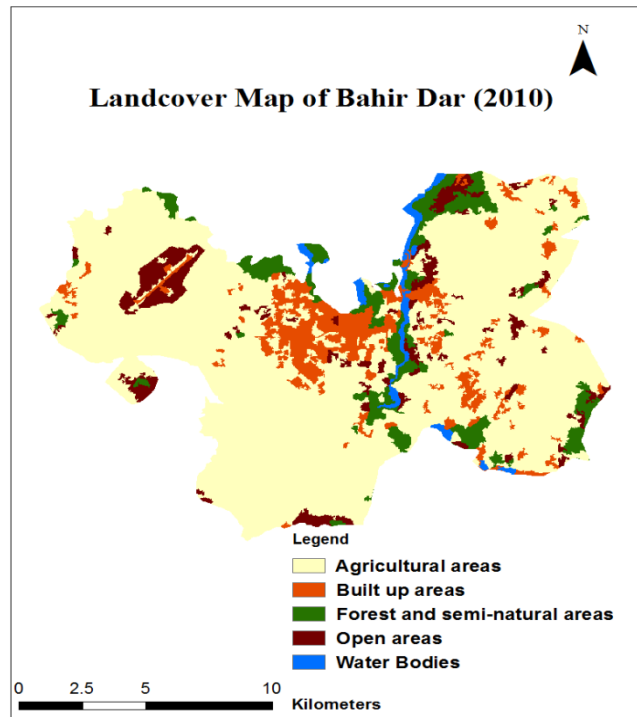 N
Landcover Map of Bahir Dar (2010)
Legend
Agricultural areas
Built up areas
Forest and semi-natural areas
Open areas
Water Bodies
0 2.5 5 10
Kilometers